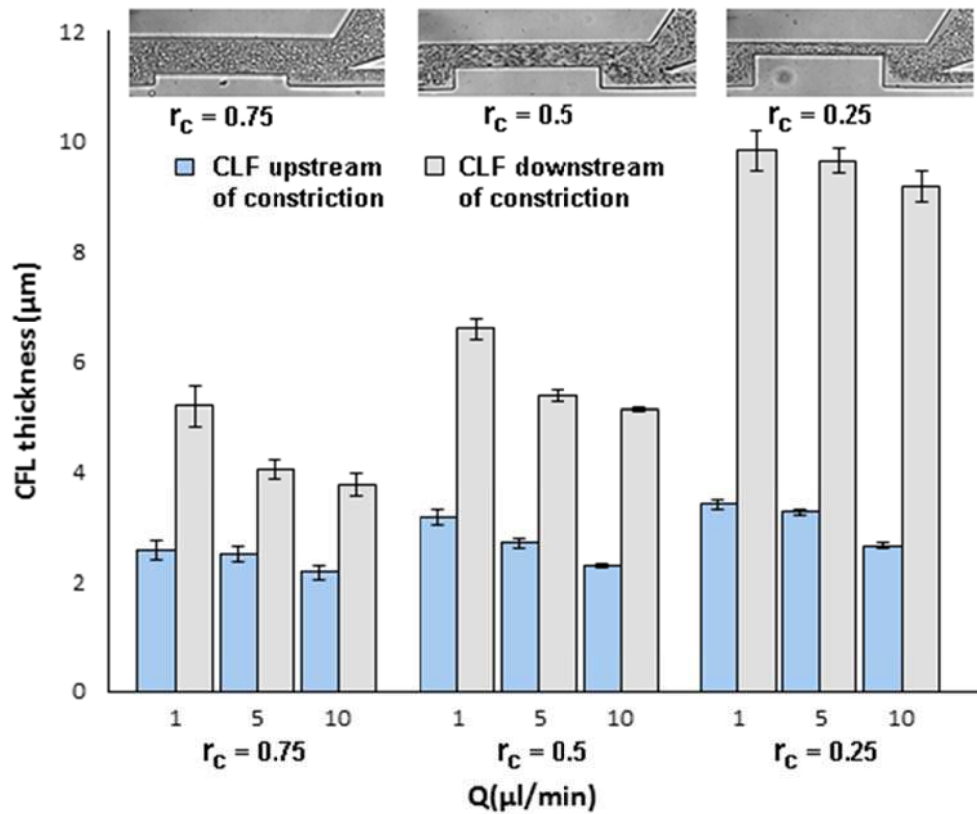 12
10
8
6
4
2
0
CFL thickness(µm)
r_c = 0.75
r_c = 0.5
r_c = 0.25
CLF upstream
of constriction
CLF downstream
of constriction
1 5 10 1 5 10 1 5 10
r_c = 0.75 r_c = 0.5 r_c = 0.25
Q(µl/min)